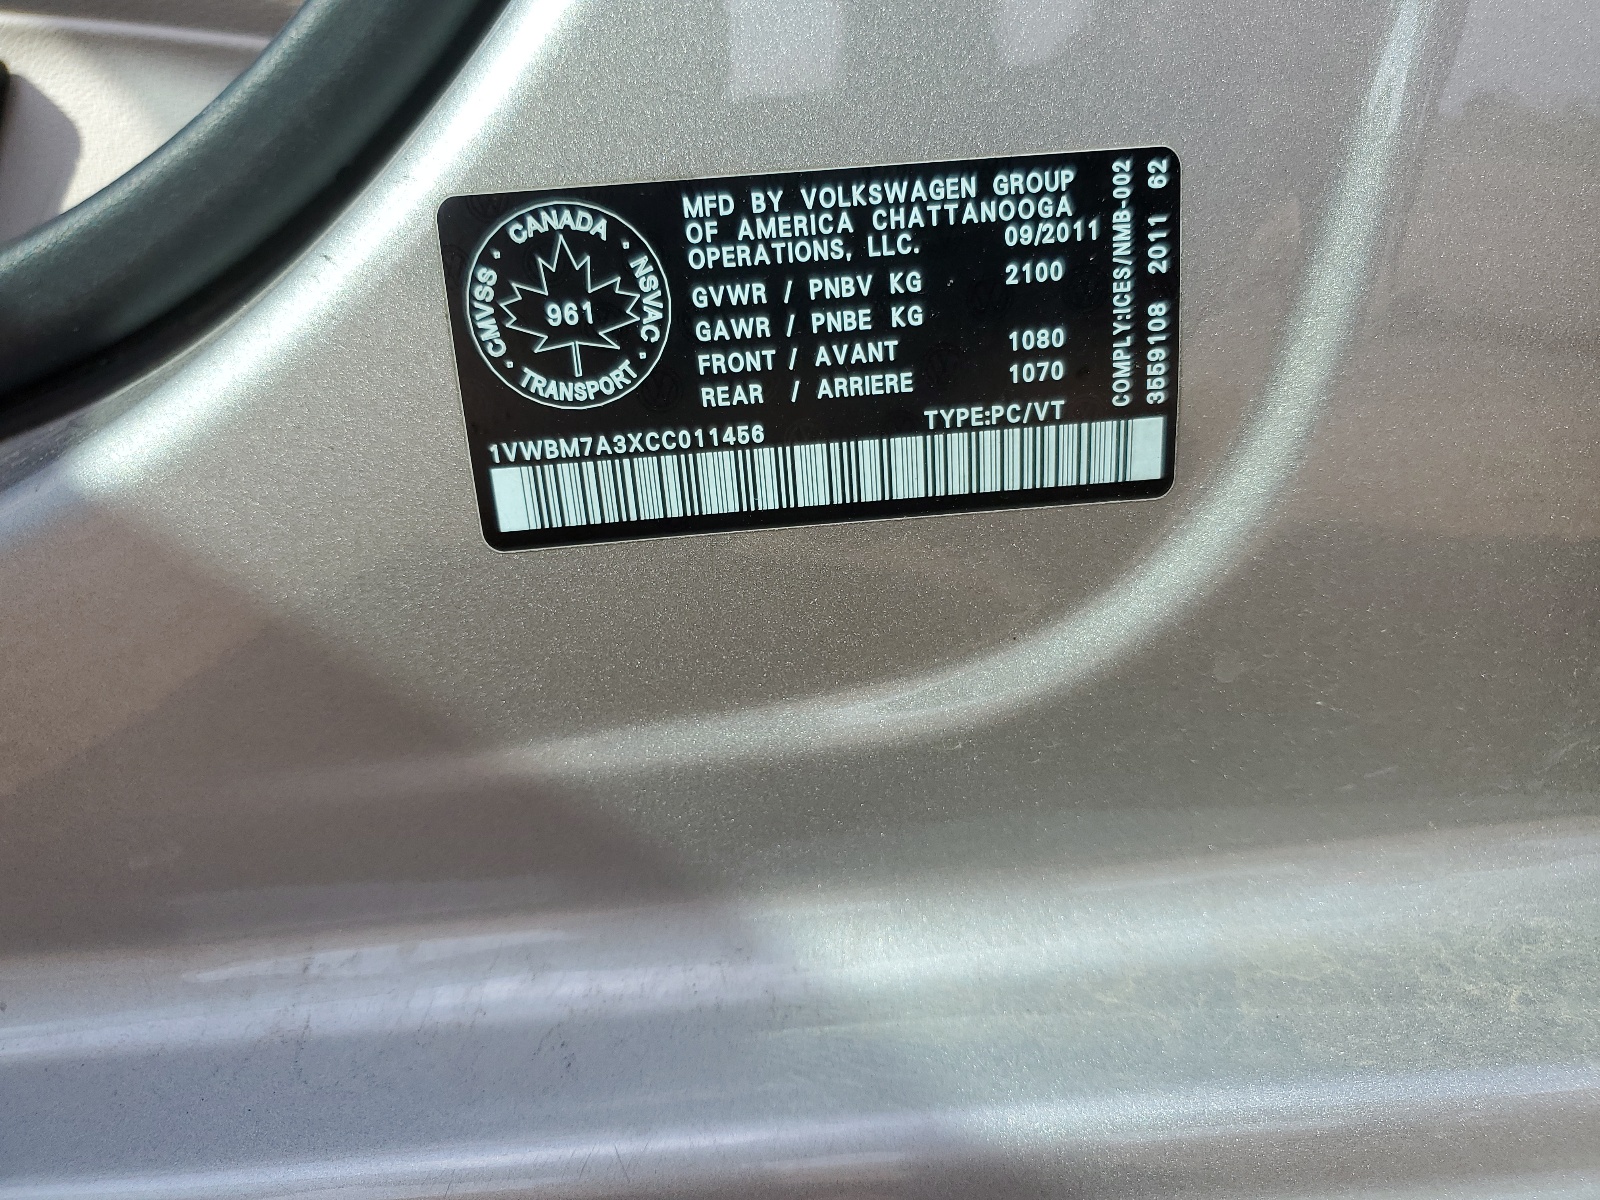 CANADA · NSVAC · TRANSPORT · CMVSS ·
961
MFD BY VOLKSWAGEN GROUP
OF AMERICA CHATTANOOGA
OPERATIONS, LLC. 09/2011
GVWR / PNBV KG 2100
GAWR / PNBE KG
FRONT / AVANT 1080
REAR / ARRIERE 1070
TYPE:PC/VT
1VWBM7A3XCC011456
COMPLY:ICES/NMB-002
3559108 2011 62